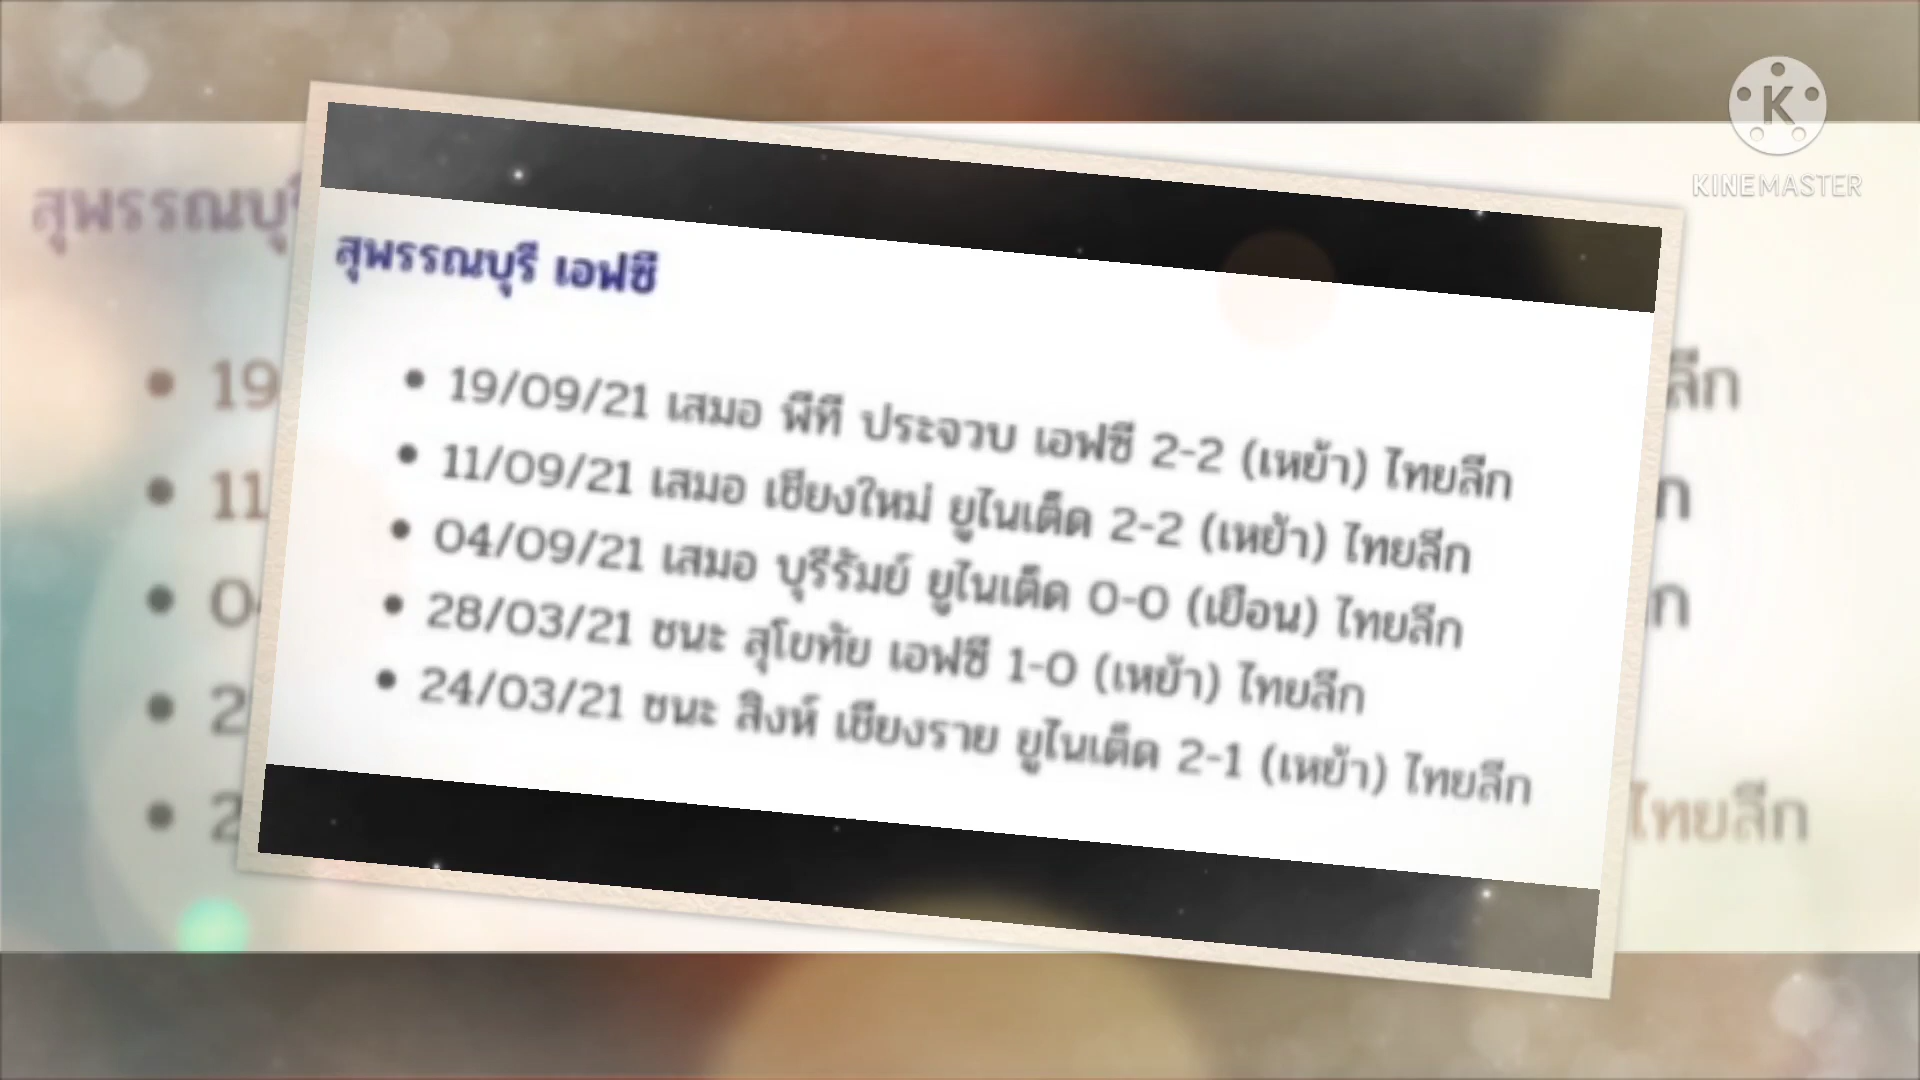 KINEMASTER
สุพรรณบุรี เอฟซี
19/09/21 เสมอ พีที ประจวบ เอฟซี 2-2 (เหย้า) ไทยลีก
11/09/21 เสมอ เชียงใหม่ ยูไนเต็ด 2-2 (เหย้า) ไทยลีก
04/09/21 เสมอ บุรีรัมย์ ยูไนเต็ด 0-0 (เยือน) ไทยลีก
28/03/21 ชนะ สุโขทัย เอฟซี 1-0 (เหย้า) ไทยลีก
24/03/21 ชนะ สิงห์ เชียงราย ยูไนเต็ด 2-1 (เหย้า) ไทยลีก